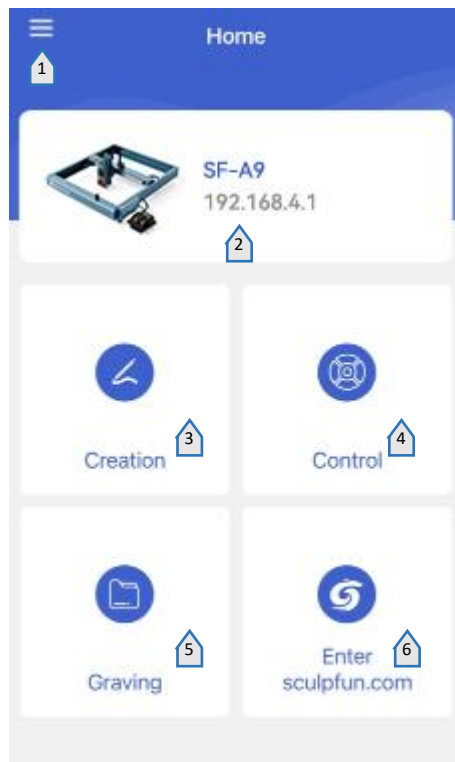 Home
1
SF-A9
192.168.4.1
2
3
Creation
4
Control
5
Graving
6
Enter
sculpfun.com